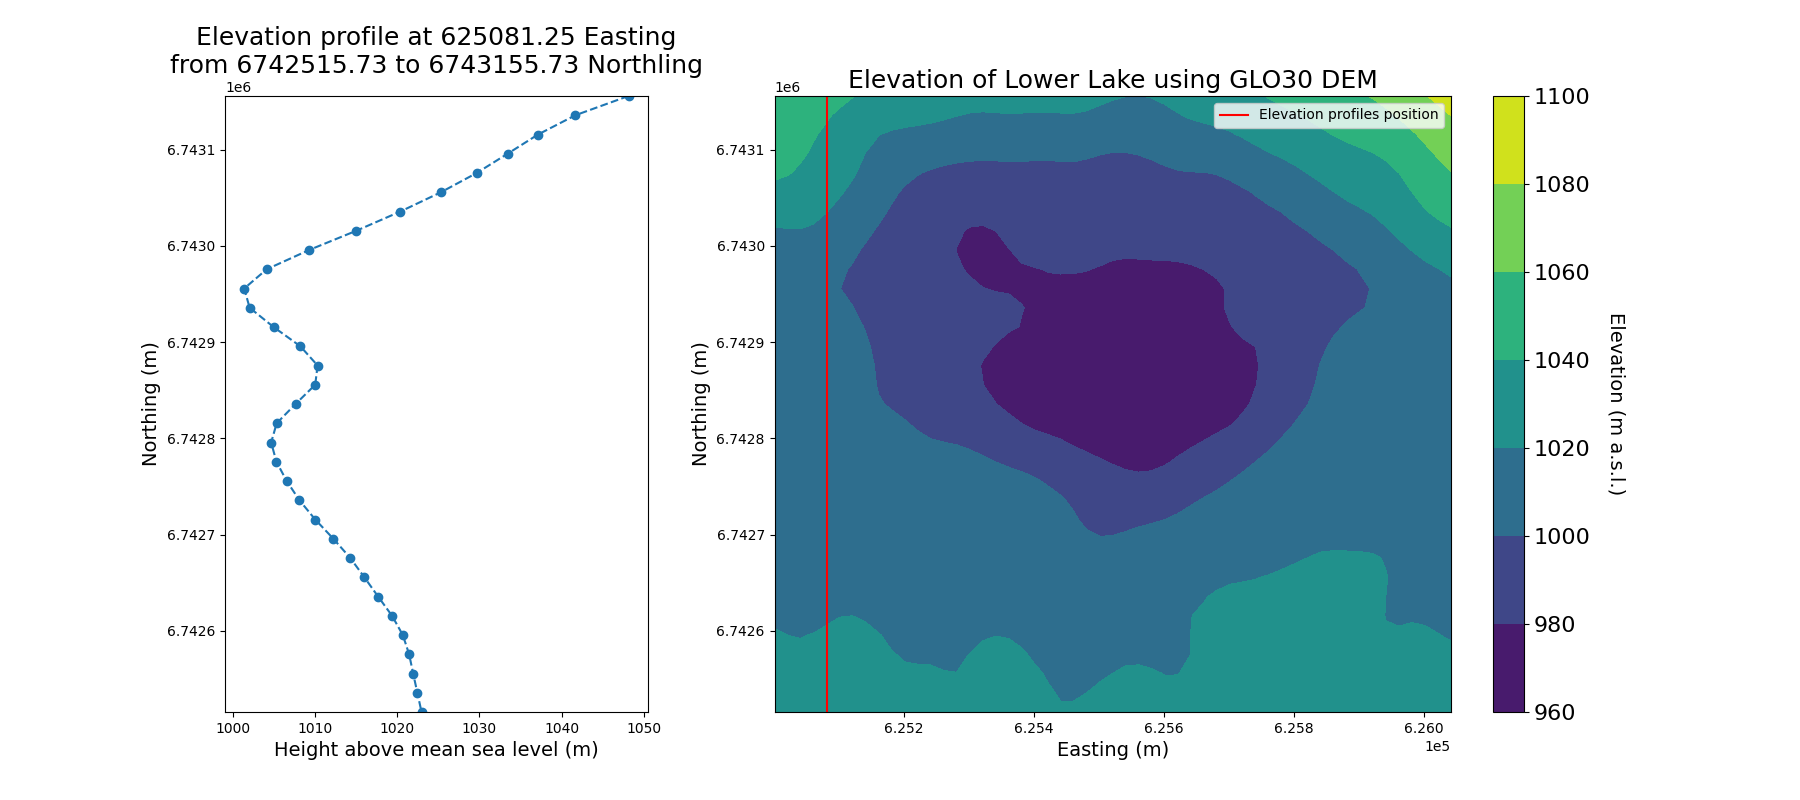 Elevation profile at 625081.25 Easting
from 6742515.73 to 6743155.73 Northling
1e6
6.7431
6.7430
6.7429
6.7428
6.7427
6.7426
Northing (m)
1000 1010 1020 1030 1040 1050
Height above mean sea level (m)
Elevation of Lower Lake using GLO30 DEM
1e6
Elevation profiles position
6.7431
6.7430
6.7429
6.7428
6.7427
6.7426
Northing (m)
6.252 6.254 6.256 6.258 6.260
1e5
Easting (m)
1100
1080
1060
1040
1020
1000
980
960
Elevation (m a.s.l.)